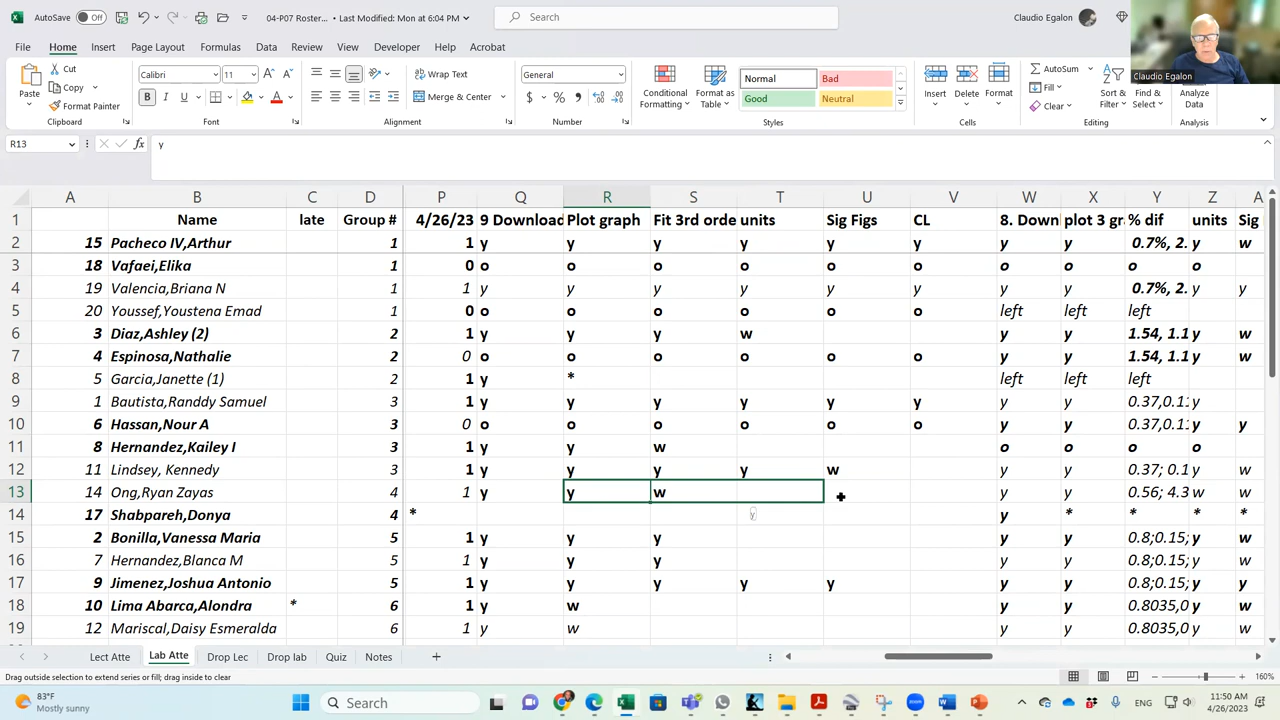 AutoSave Off 04-P07 Roster... • Last Modified: Mon at 6:04 PM Search Claudio Egalon
File Home Insert Page Layout Formulas Data Review View Developer Help Acrobat
Paste Cut Copy Format Painter Clipboard
Calibri 11 B I U Font
Wrap Text Merge & Center Alignment
General $ % Number
Conditional Formatting Format as Table Normal Bad Good Neutral Styles
Insert Delete Format Cells
AutoSum Fill Clear Sort & Filter Find & Select Editing
Analyze Data Analysis
Claudio Egalon
R13 fx y
A B C D P Q R S T U V W X Y Z A
1 Name late Group # 4/26/23 9 Download Plot graph Fit 3rd orde units Sig Figs CL 8. Down plot 3 gr % dif units Sig
2 15 Pacheco IV,Arthur 1 1 y y y y y y y y 0.7%, 2. y w
3 18 Vafaei,Elika 1 0 o o o o o o o o o o
4 19 Valencia,Briana N 1 1 y y y y y y y y 0.7%, 2. y y
5 20 Youssef,Youstena Emad 1 0 o o o o o o left left left
6 3 Diaz,Ashley (2) 2 1 y y y w y y 1.54, 1.1 y w
7 4 Espinosa,Nathalie 2 0 o o o o o o y y 1.54, 1.1 y w
8 5 Garcia,Janette (1) 2 1 y * left left left
9 1 Bautista,Randdy Samuel 3 1 y y y y y y y y 0.37,0.1 y
10 6 Hassan,Nour A 3 0 o o o o o o y y 0.37,0.1 y y
11 8 Hernandez,Kailey I 3 1 y y w o o o o
12 11 Lindsey, Kennedy 3 1 y y y y w y y 0.37; 0.1 y w
13 14 Ong,Ryan Zayas 4 1 y y w y y 0.56; 4.3 w w
14 17 Shabpareh,Donya 4 * y y * * * *
15 2 Bonilla,Vanessa Maria 5 1 y y y y y 0.8;0.15; y w
16 7 Hernandez,Blanca M 5 1 y y y y y 0.8;0.15; y w
17 9 Jimenez,Joshua Antonio 5 1 y y y y y y y 0.8;0.15; y y
18 10 Lima Abarca,Alondra * 6 1 y w y y 0.8035,0 y w
19 12 Mariscal,Daisy Esmeralda 6 1 y w w y 0.8035,0 y w
Lect Atte Lab Atte Drop Lec Drop lab Quiz Notes
Drag outside selection to extend series or fill; drag inside to clear 160%
83°F Mostly sunny Search ENG 11:50 AM 4/26/2023